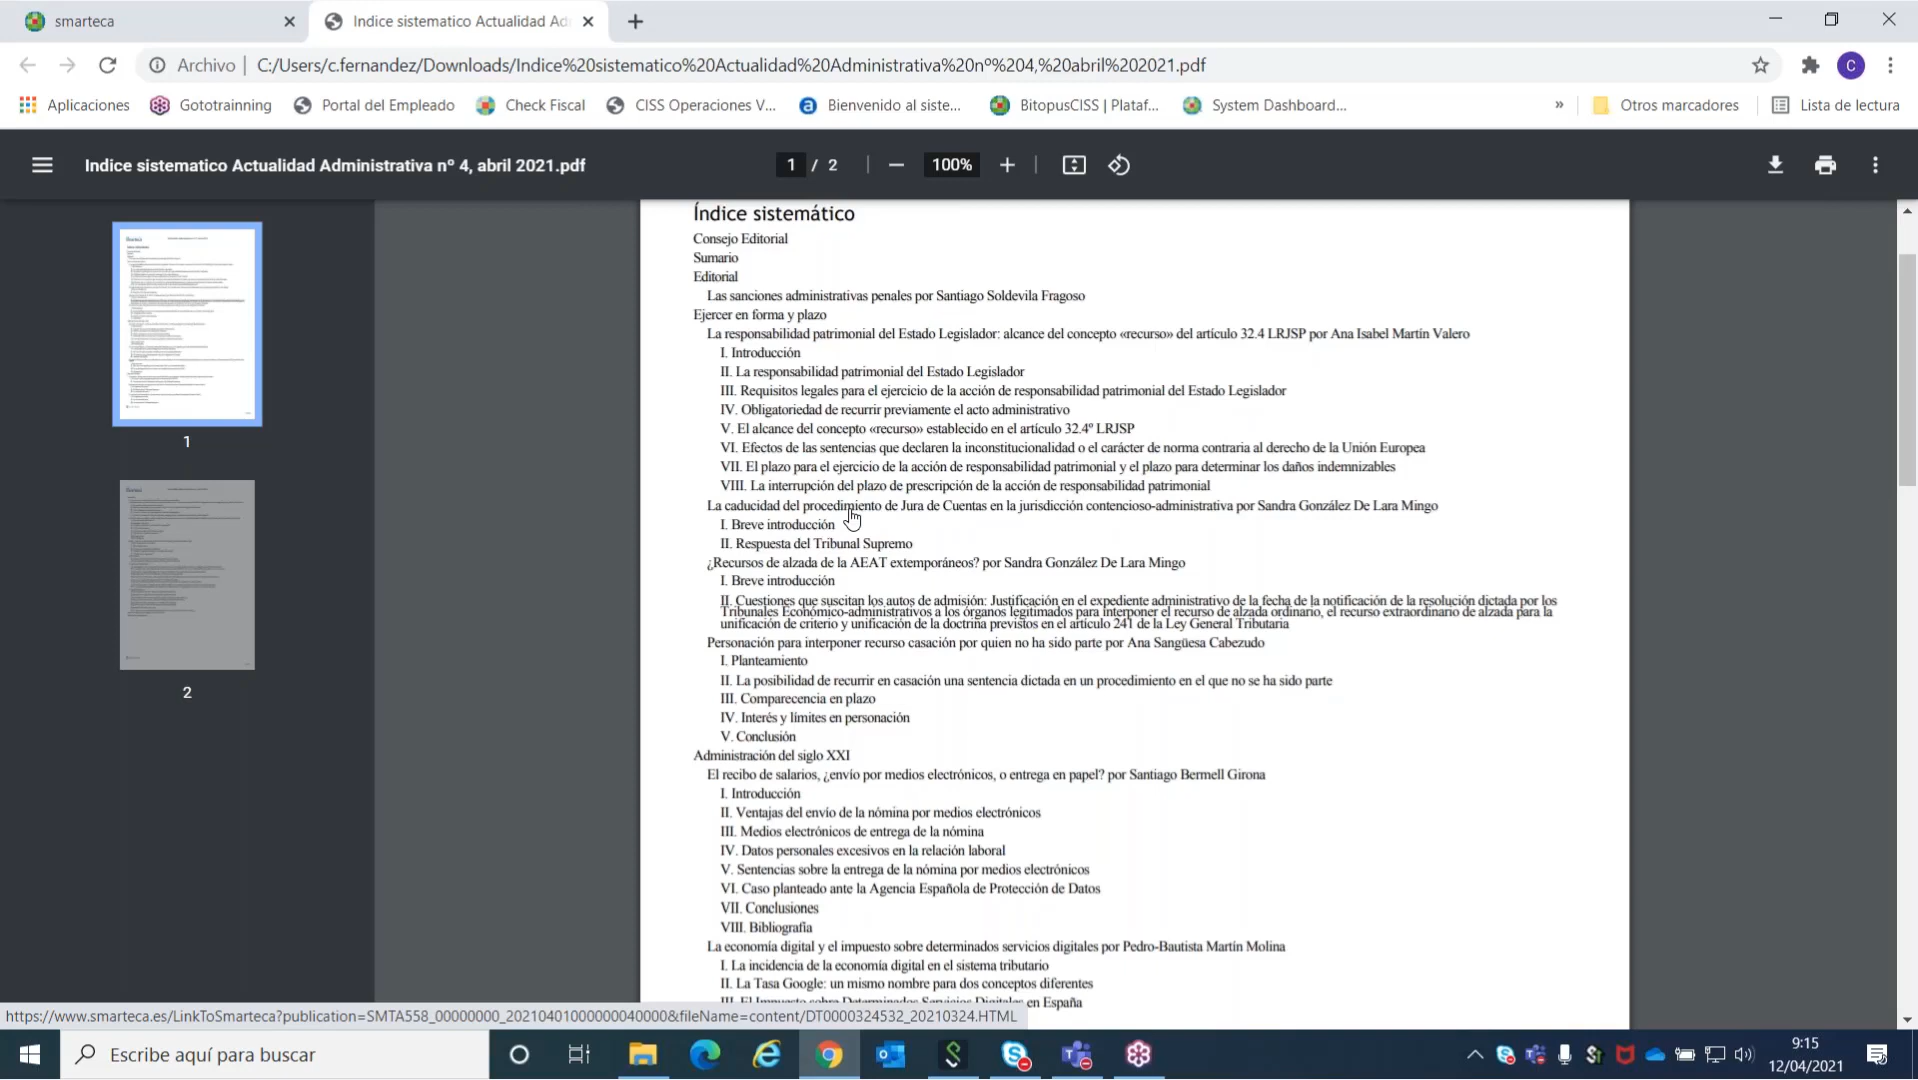 smarteca
Indice sistematico Actualidad Ad
Archivo
C:/Users/c.fernandez/Downloads/Indice%20sistematico%20Actualidad%20Administrativa%20nº%204,%20abril%202021.pdf
C
Aplicaciones
Gototrainning
Portal del Empleado
Check Fiscal
CISS Operaciones V...
Bienvenido al siste...
BitopusCISS | Plataf...
System Dashboard...
»
Otros marcadores
Lista de lectura
Indice sistematico Actualidad Administrativa nº 4, abril 2021.pdf
1 / 2
100%
1
2
Índice sistemático
Consejo Editorial
Sumario
Editorial
Las sanciones administrativas penales por Santiago Soldevila Fragoso
Ejercer en forma y plazo
La responsabilidad patrimonial del Estado Legislador: alcance del concepto «recurso» del artículo 32.4 LRJSP por Ana Isabel Martín Valero
I. Introducción
II. La responsabilidad patrimonial del Estado Legislador
III. Requisitos legales para el ejercicio de la acción de responsabilidad patrimonial del Estado Legislador
IV. Obligatoriedad de recurrir previamente el acto administrativo
V. El alcance del concepto «recurso» establecido en el artículo 32.4º LRJSP
VI. Efectos de las sentencias que declaren la inconstitucionalidad o el carácter de norma contraria al derecho de la Unión Europea
VII. El plazo para el ejercicio de la acción de responsabilidad patrimonial y el plazo para determinar los daños indemnizables
VIII. La interrupción del plazo de prescripción de la acción de responsabilidad patrimonial
La caducidad del procedimiento de Jura de Cuentas en la jurisdicción contencioso-administrativa por Sandra González De Lara Mingo
I. Breve introducción
II. Respuesta del Tribunal Supremo
¿Recursos de alzada de la AEAT extemporáneos? por Sandra González De Lara Mingo
I. Breve introducción
II. Cuestiones que suscitan los autos de admisión: Justificación en el expediente administrativo de la fecha de la notificación de la resolución dictada por los
Tribunales Económico-administrativos a los órganos legitimados para interponer el recurso de alzada ordinario, el recurso extraordinario de alzada para la
unificación de criterio y unificación de la doctrina previstos en el artículo 241 de la Ley General Tributaria
Personación para interponer recurso casación por quien no ha sido parte por Ana Sangüesa Cabezudo
I. Planteamiento
II. La posibilidad de recurrir en casación una sentencia dictada en un procedimiento en el que no se ha sido parte
III. Comparecencia en plazo
IV. Interés y límites en personación
V. Conclusión
Administración del siglo XXI
El recibo de salarios, ¿envío por medios electrónicos, o entrega en papel? por Santiago Bermell Girona
I. Introducción
II. Ventajas del envío de la nómina por medios electrónicos
III. Medios electrónicos de entrega de la nómina
IV. Datos personales excesivos en la relación laboral
V. Sentencias sobre la entrega de la nómina por medios electrónicos
VI. Caso planteado ante la Agencia Española de Protección de Datos
VII. Conclusiones
VIII. Bibliografía
La economía digital y el impuesto sobre determinados servicios digitales por Pedro-Bautista Martín Molina
I. La incidencia de la economía digital en el sistema tributario
II. La Tasa Google: un mismo nombre para dos conceptos diferentes
III. El Impuesto sobre Determinados Servicios Digitales en España
https://www.smarteca.es/LinkToSmarteca?publication=SMTA558_00000000_20210401000000040000&fileName=content/DT0000324532_20210324.HTML
Escribe aquí para buscar
9:15
12/04/2021